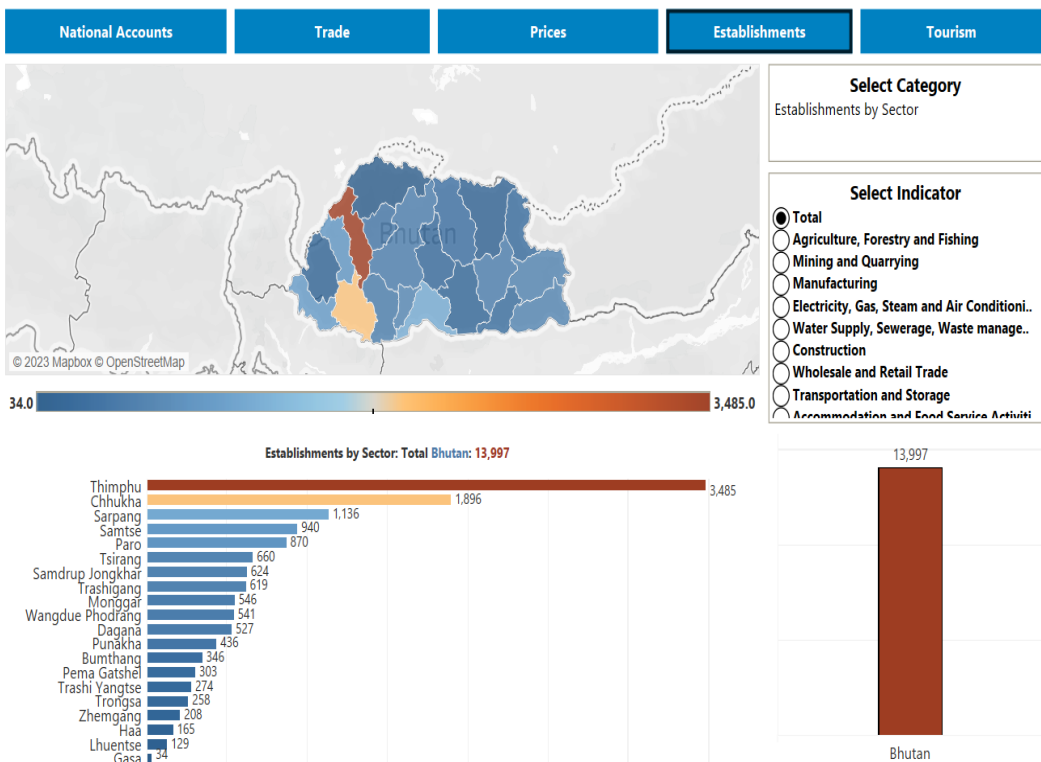 National Accounts
Trade
Prices
Establishments
Tourism
Bhutan
© 2023 Mapbox © OpenStreetMap
Select Category
Establishments by Sector
Select Indicator
Total
Agriculture, Forestry and Fishing
Mining and Quarrying
Manufacturing
Electricity, Gas, Steam and Air Conditioni..
Water Supply, Sewerage, Waste manage..
Construction
Wholesale and Retail Trade
Transportation and Storage
Accommodation and Food Service Activiti
34.0
3,485.0
Establishments by Sector: Total Bhutan: 13,997
Thimphu 3,485
Chhukha 1,896
Sarpang 1,136
Samtse 940
Paro 870
Tsirang 660
Samdrup Jongkhar 624
Trashigang 619
Monggar 546
Wangdue Phodrang 541
Dagana 527
Punakha 436
Bumthang 346
Pema Gatshel 303
Trashi Yangtse 274
Trongsa 258
Zhemgang 208
Haa 165
Lhuentse 129
Gasa 34
13,997
Bhutan